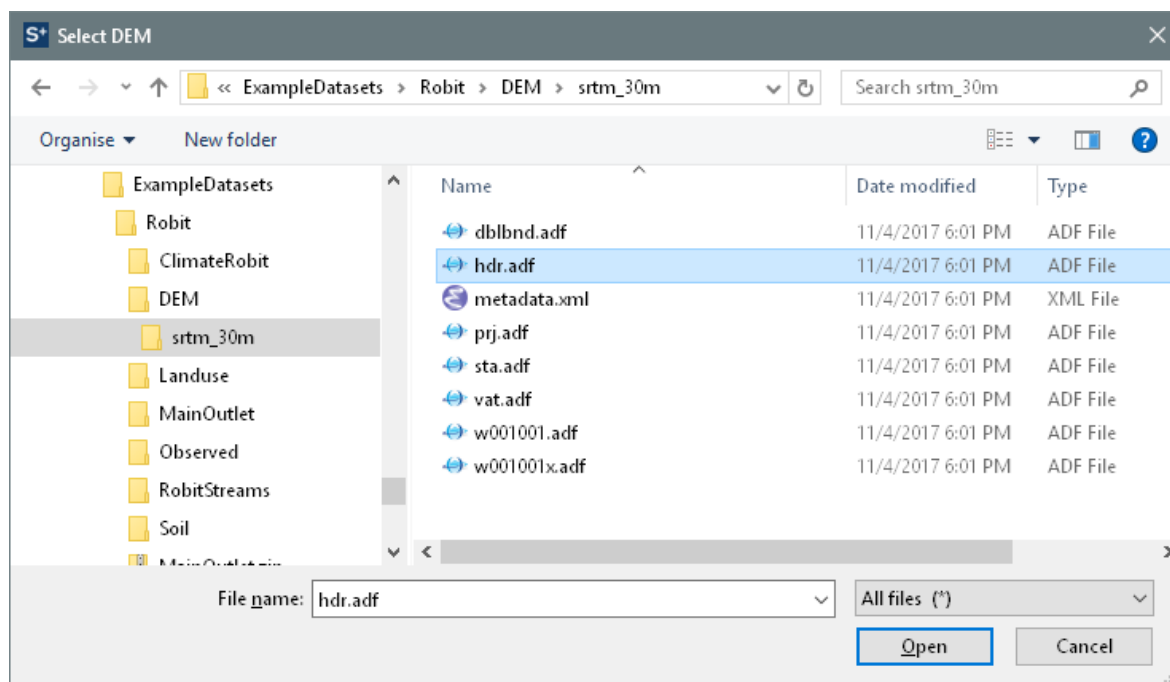 S+ Select DEM
« ExampleDatasets > Robit > DEM > srtm_30m
Search srtm_30m
Organise
New folder
?
ExampleDatasets
Robit
ClimateRobit
DEM
srtm_30m
Landuse
MainOutlet
Observed
RobitStreams
Soil
MainOutlet.zip
Name Date modified Type
dblbnd.adf 11/4/2017 6:01 PM ADF File
hdr.adf 11/4/2017 6:01 PM ADF File
metadata.xml 11/4/2017 6:01 PM XML File
prj.adf 11/4/2017 6:01 PM ADF File
sta.adf 11/4/2017 6:01 PM ADF File
vat.adf 11/4/2017 6:01 PM ADF File
w001001.adf 11/4/2017 6:01 PM ADF File
w001001x.adf 11/4/2017 6:01 PM ADF File
File name: hdr.adf
All files (*)
Open
Cancel